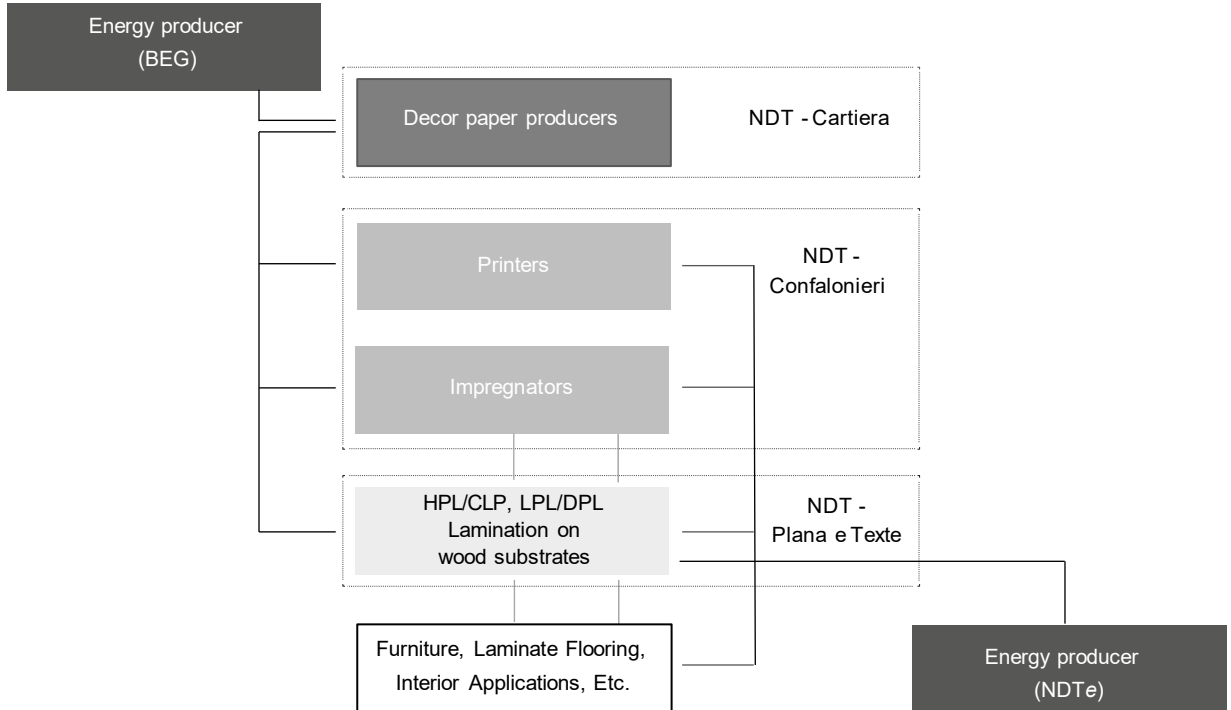 Energy producer
(BEG)
Decor paper producers
NDT - Cartiera
Printers
NDT -
Confalonieri
Impregnators
HPL/CLP, LPL/DPL
Lamination on
wood substrates
NDT -
Plana e Texte
Furniture, Laminate Flooring,
Interior Applications, Etc.
Energy producer
(NDTe)